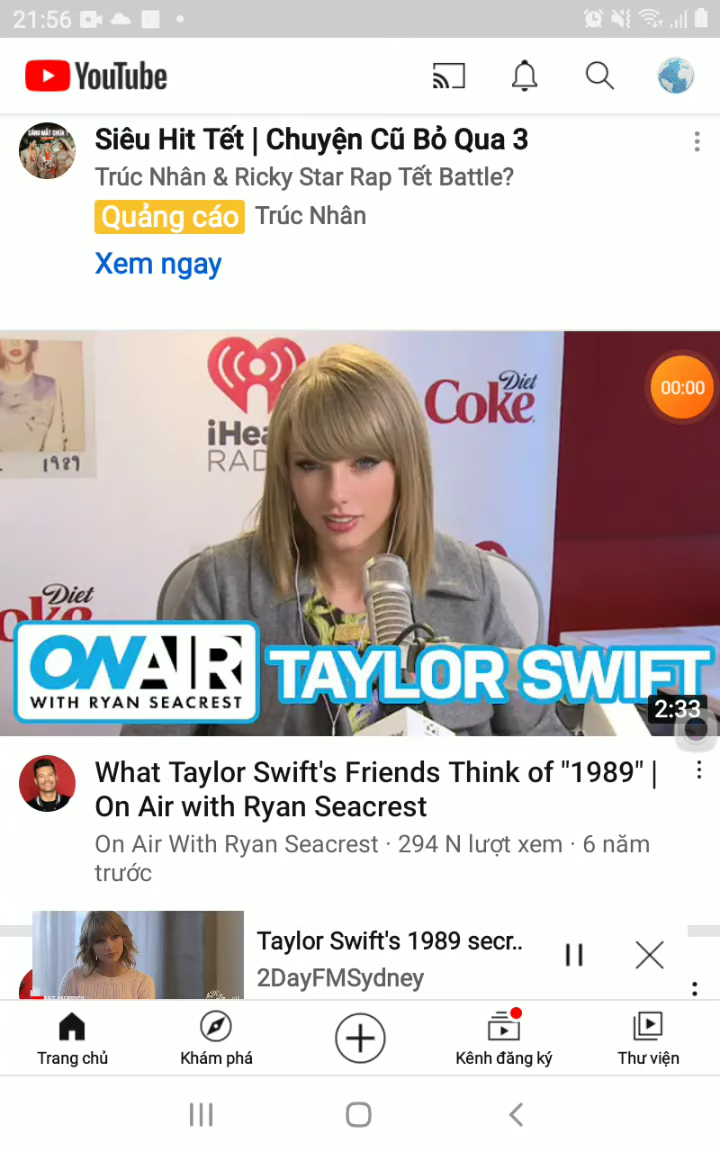 21:56
YouTube
SÁNG MẮT CHƯA?
Siêu Hit Tết | Chuyện Cũ Bỏ Qua 3
Trúc Nhân & Ricky Star Rap Tết Battle?
Quảng cáo Trúc Nhân
Xem ngay
1989
iHea
RAD
Diet
Coke
00:00
Diet
oke
ON AIR
WITH RYAN SEACREST
TAYLOR SWIFT
2:33
What Taylor Swift's Friends Think of "1989" |
On Air with Ryan Seacrest
On Air With Ryan Seacrest · 294 N lượt xem · 6 năm
trước
Taylor Swift's 1989 secr..
2DayFMSydney
Trang chủ
Khám phá
Kênh đăng ký
Thư viện